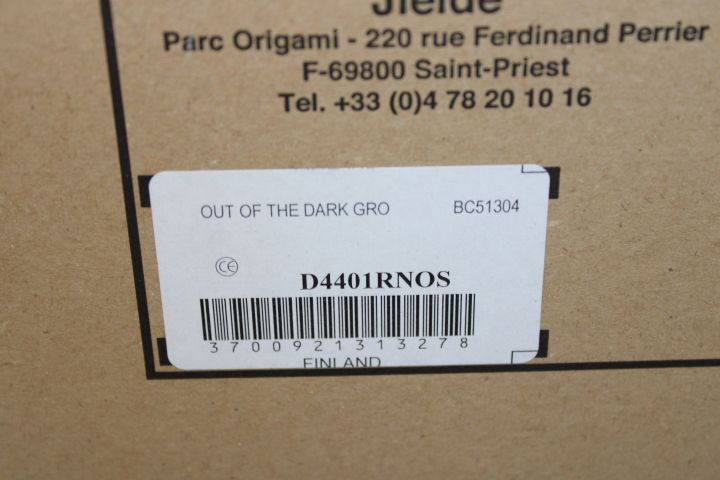 Jielde
Parc Origami - 220 rue Ferdinand Perrier
F-69800 Saint-Priest
Tel. +33 (0)4 78 20 10 16
OUT OF THE DARK GRO BC51304
CE
D4401RNOS
3700921313278
FINLAND